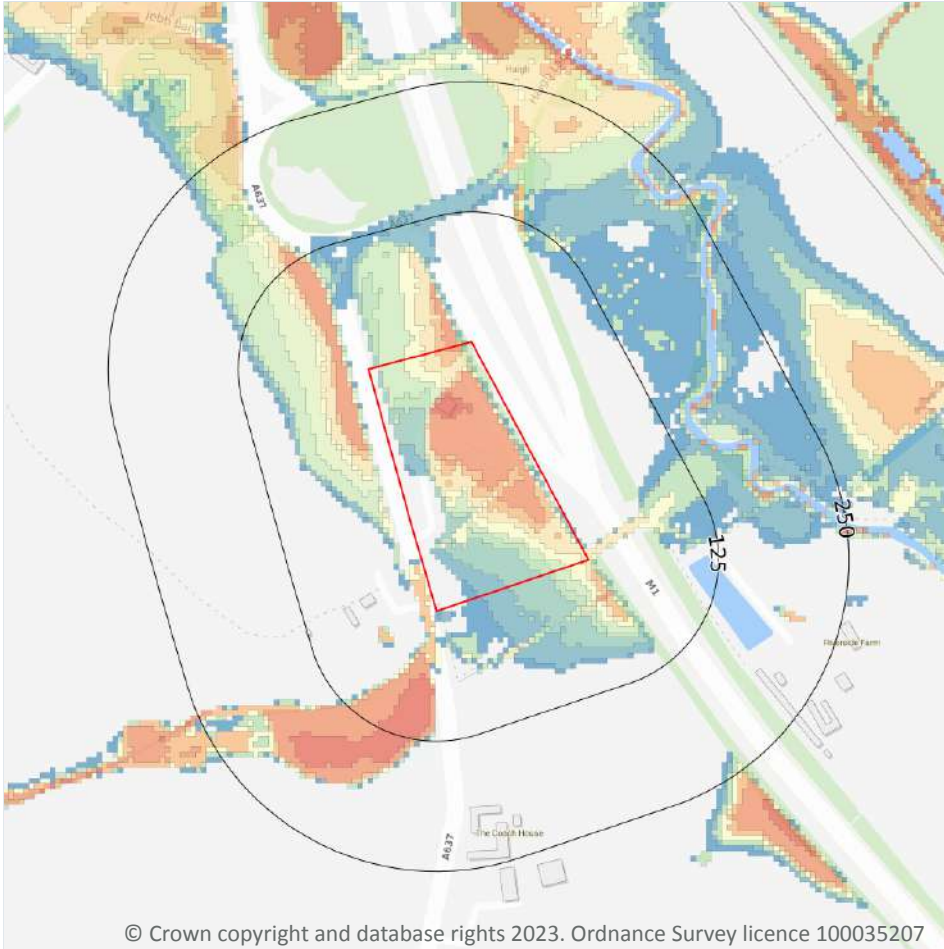 Haigh
A637
125
250
M1
Riverside Farm
The Coach House
A637
© Crown copyright and database rights 2023. Ordnance Survey licence 100035207